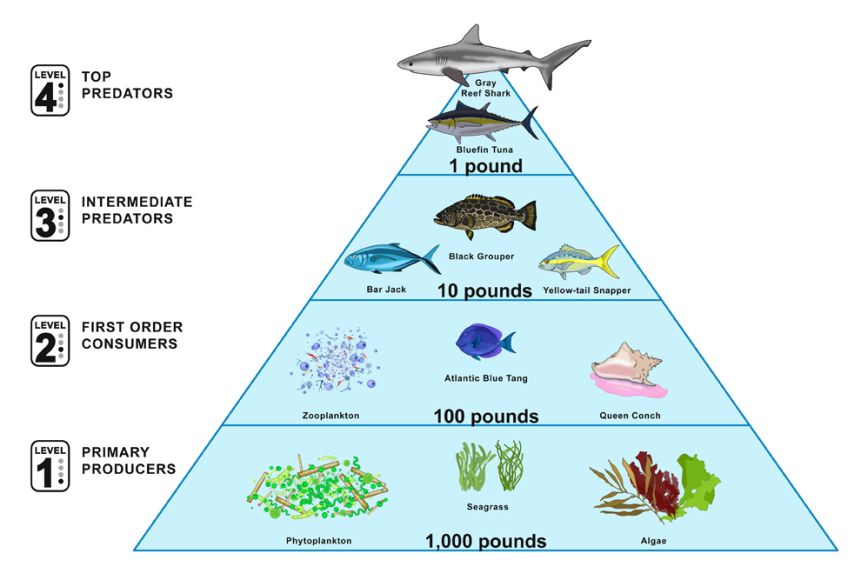 LEVEL
4
TOP
PREDATORS
Gray
Reef Shark
Bluefin Tuna
1 pound
LEVEL
3
INTERMEDIATE
PREDATORS
Black Grouper
Bar Jack
10 pounds
Yellow-tail Snapper
LEVEL
2
FIRST ORDER
CONSUMERS
Atlantic Blue Tang
Zooplankton
100 pounds
Queen Conch
LEVEL
1
PRIMARY
PRODUCERS
Seagrass
Phytoplankton
1,000 pounds
Algae